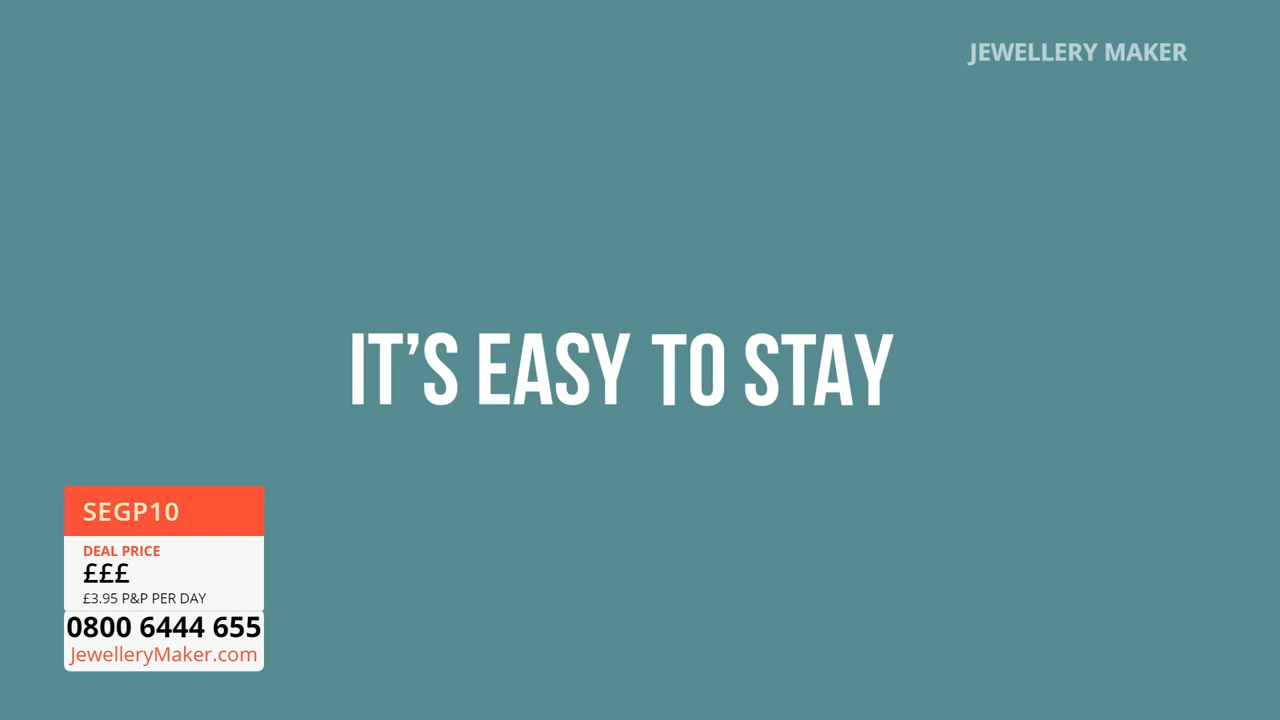 JEWELLERY MAKER
IT’S EASY TO STAY
SEGP10
DEAL PRICE
£££
£3.95 P&P PER DAY
0800 6444 655
JewelleryMaker.com